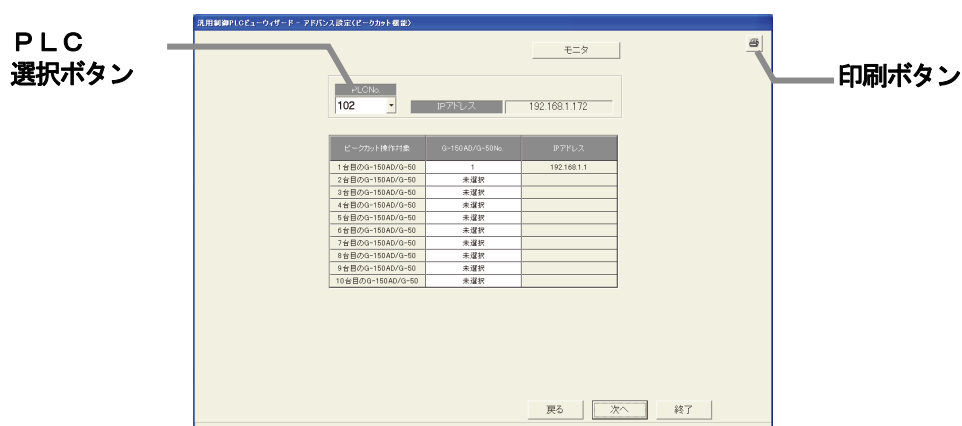 汎用制御PLCビューウィザード - アドバンス設定(ピークカット機能)
PLC
選択ボタン
モニタ
印刷ボタン
PLCNo.
102
IPアドレス
192.168.1.172
ピークカット操作対象 G-150AD/G-50No. IPアドレス
1台目のG-150AD/G-50 1 192.168.1.1
2台目のG-150AD/G-50 未選択
3台目のG-150AD/G-50 未選択
4台目のG-150AD/G-50 未選択
5台目のG-150AD/G-50 未選択
6台目のG-150AD/G-50 未選択
7台目のG-150AD/G-50 未選択
8台目のG-150AD/G-50 未選択
9台目のG-150AD/G-50 未選択
10台目のG-150AD/G-50 未選択
戻る 次へ 終了